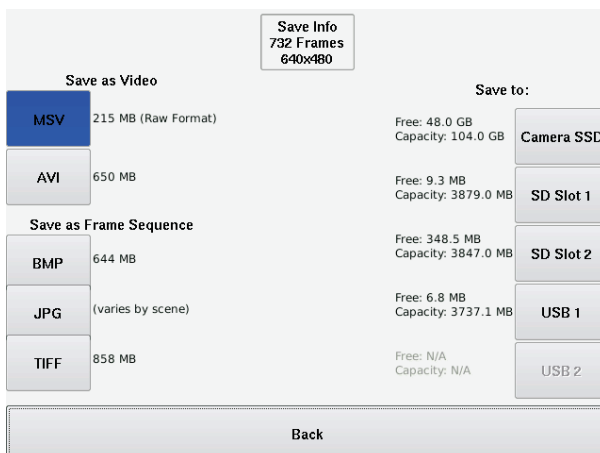 Save Info
732 Frames
640x480
Save as Video
MSV
215 MB (Raw Format)
AVI
650 MB
Save as Frame Sequence
BMP
644 MB
JPG
(varies by scene)
TIFF
858 MB
Save to:
Free: 48.0 GB
Capacity: 104.0 GB
Camera SSD
Free: 9.3 MB
Capacity: 3879.0 MB
SD Slot 1
Free: 348.5 MB
Capacity: 3847.0 MB
SD Slot 2
Free: 6.8 MB
Capacity: 3737.1 MB
USB 1
Free: N/A
Capacity: N/A
USB 2
Back